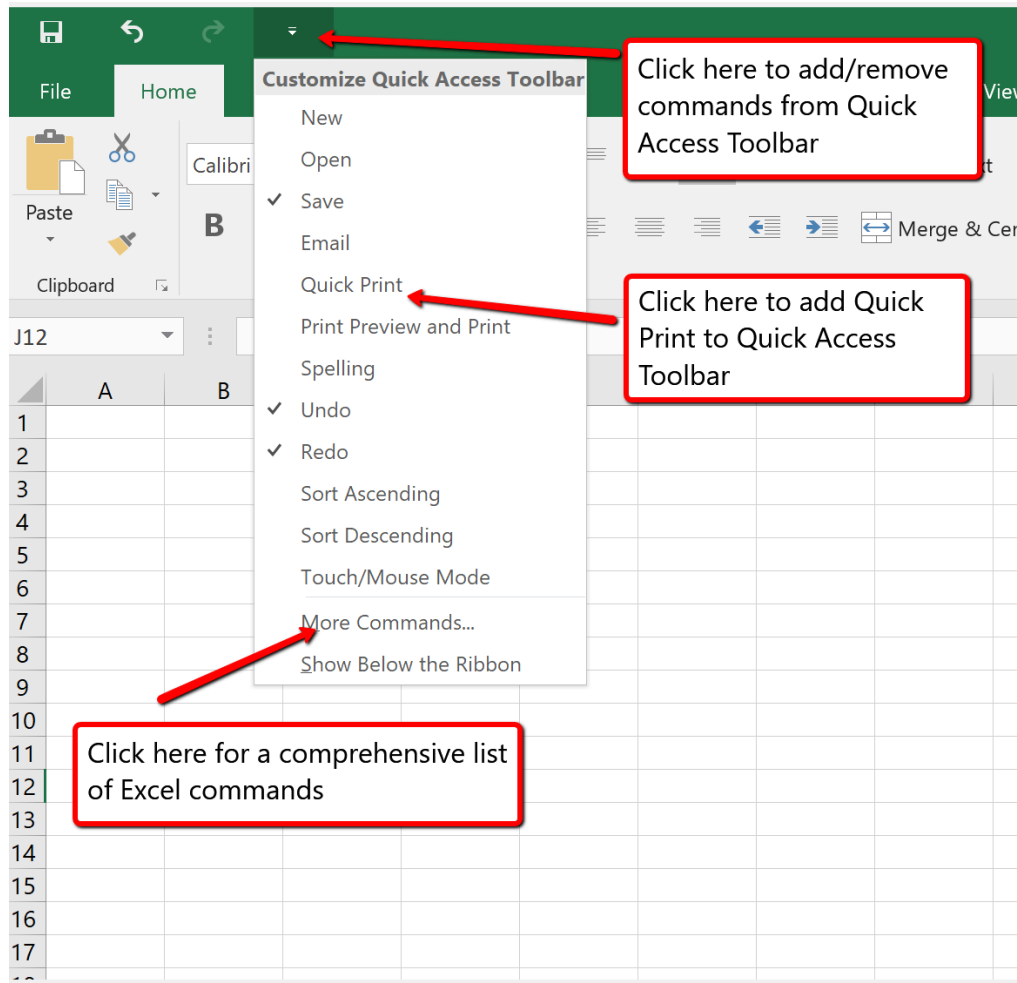 File Home View
Customize Quick Access Toolbar
Click here to add/remove
commands from Quick
Access Toolbar
New
Open
Save
Email
Quick Print
Print Preview and Print
Spelling
Undo
Redo
Sort Ascending
Sort Descending
Touch/Mouse Mode
More Commands...
Show Below the Ribbon
Calibri
Paste
B
Merge & Cen
Clipboard
Click here to add Quick
Print to Quick Access
Toolbar
J12
A B
1
2
3
4
5
6
7
8
9
10
11
12
13
14
15
16
17
Click here for a comprehensive list
of Excel commands